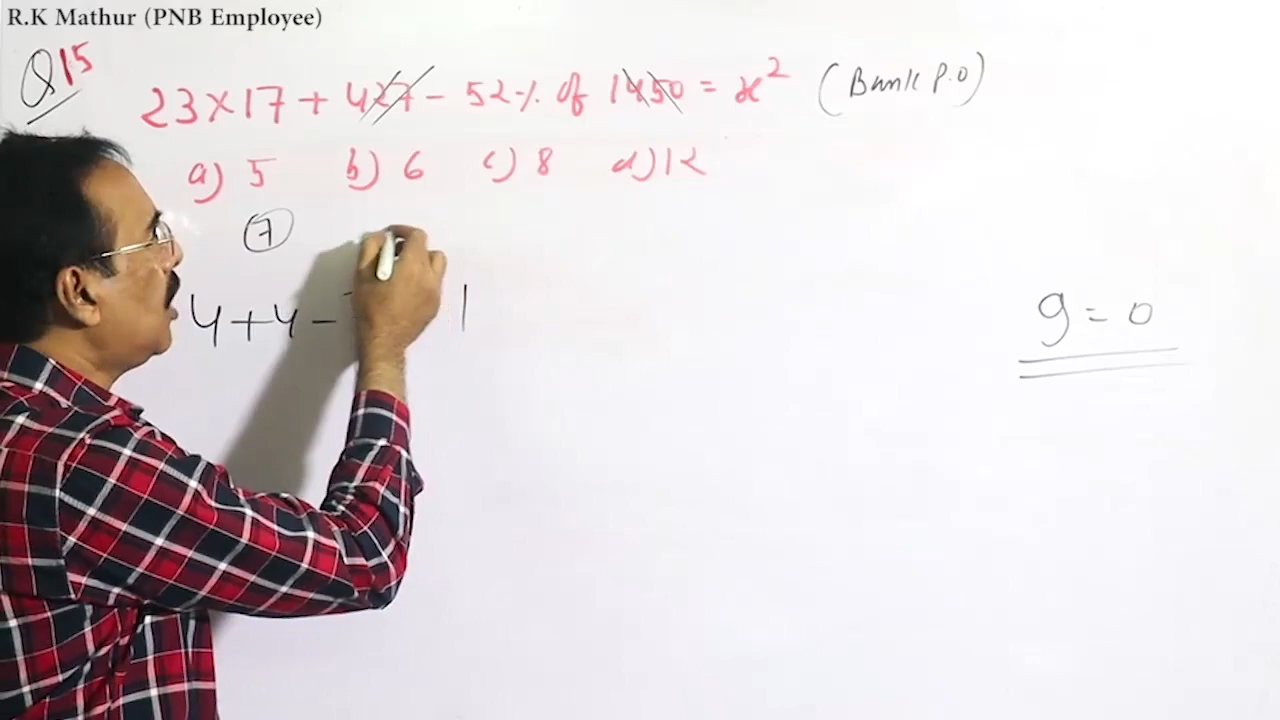 R.K Mathur (PNB Employee)
Q15
23×17 + 427 - 52% of 1450 = x² (Bank P.O)
a) 5 b) 6 c) 8 d) 12
7
4+4- 1
9=0